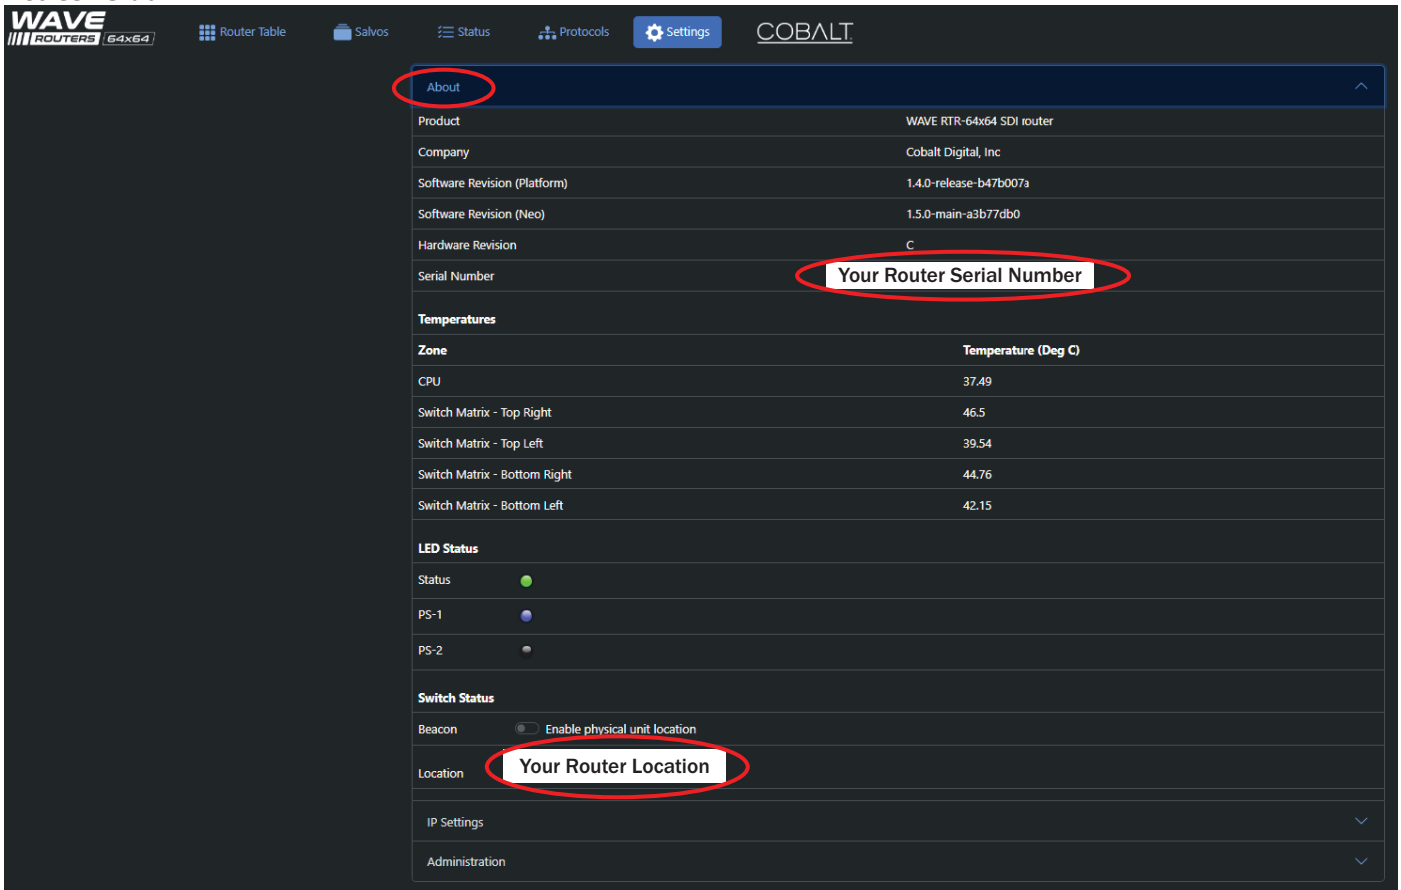 WAVE
ROUTERS 64x64
Router Table
Salvos
Status
Protocols
Settings
COBALT
About
Product WAVE RTR-64x64 SDI router
Company Cobalt Digital, Inc
Software Revision (Platform) 1.4.0-release-b47b007a
Software Revision (Neo) 1.5.0-main-a3b77db0
Hardware Revision C
Serial Number Your Router Serial Number
Temperatures
Zone Temperature (Deg C)
CPU 37.49
Switch Matrix - Top Right 46.5
Switch Matrix - Top Left 39.54
Switch Matrix - Bottom Right 44.76
Switch Matrix - Bottom Left 42.15
LED Status
Status
PS-1
PS-2
Switch Status
Beacon Enable physical unit location
Location Your Router Location
IP Settings
Administration